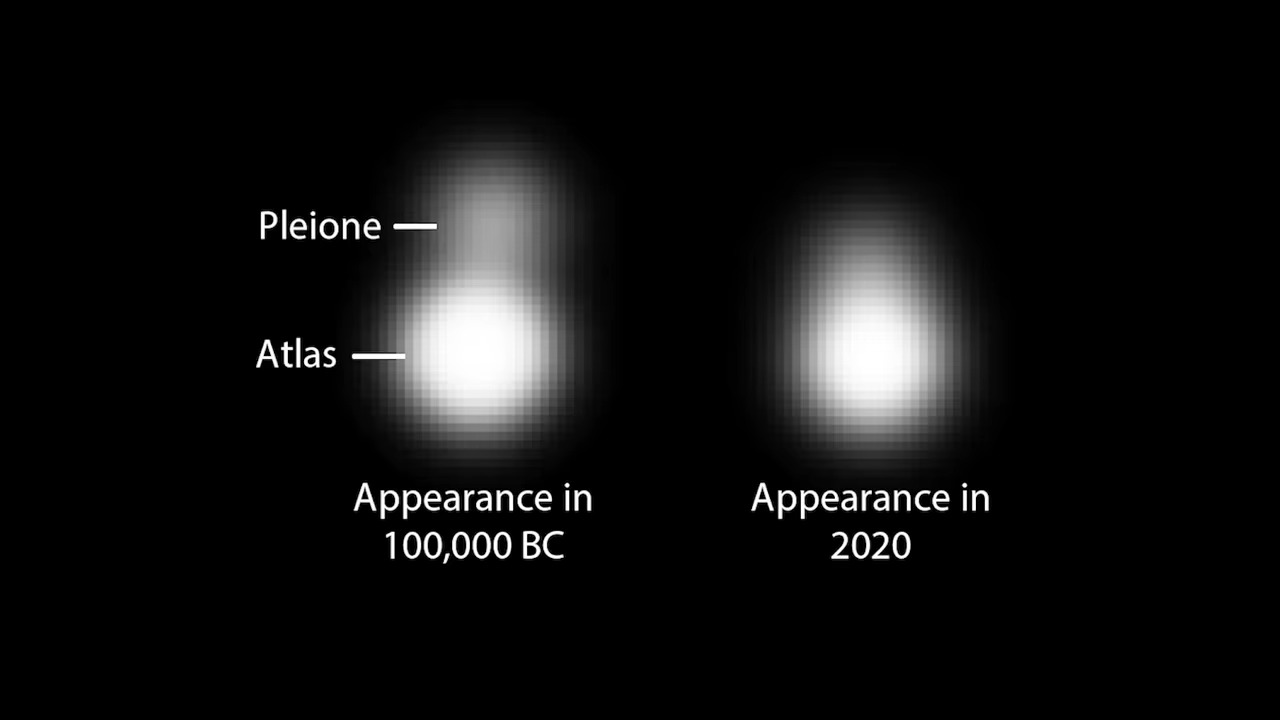 Pleione
Atlas
Appearance in
100,000 BC
Appearance in
2020